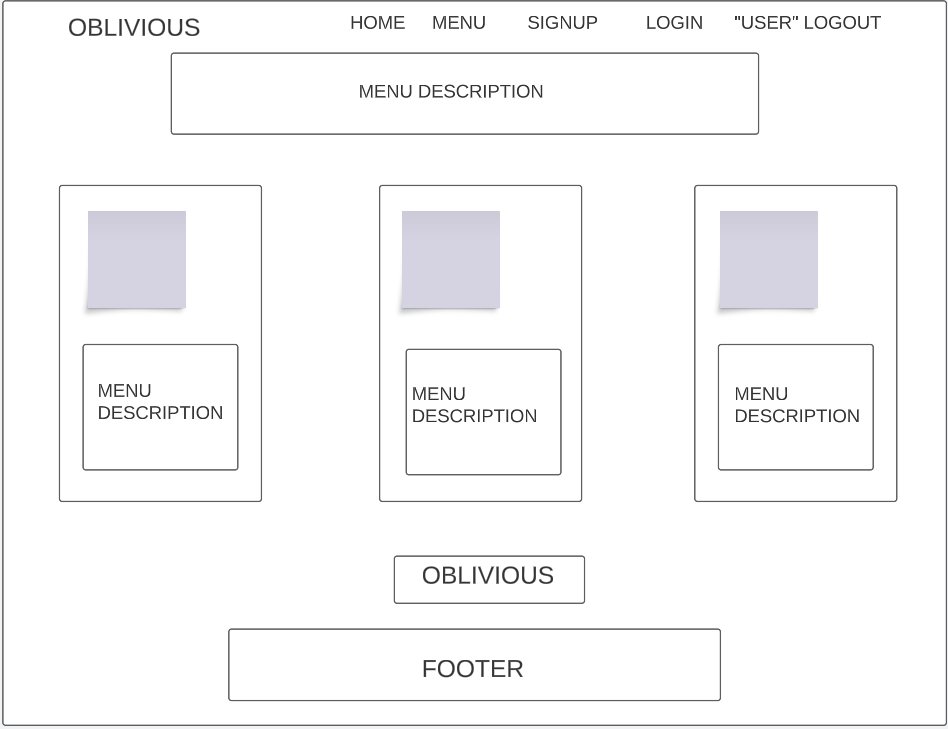 OBLIVIOUS HOME MENU SIGNUP LOGIN "USER" LOGOUT
MENU DESCRIPTION
MENU
DESCRIPTION
MENU
DESCRIPTION
MENU
DESCRIPTION
OBLIVIOUS
FOOTER